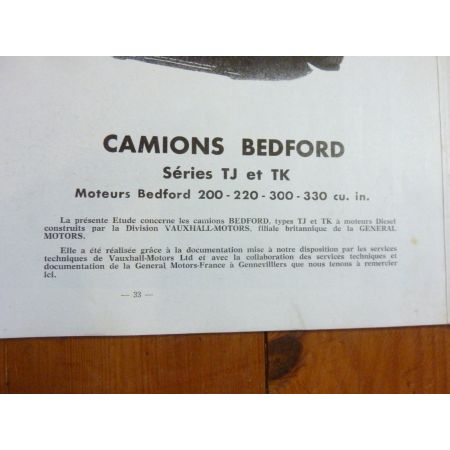 CAMIONS BEDFORD
Séries TJ et TK
Moteurs Bedford 200 - 220 - 300 - 330 cu. in.
La présente Etude concerne les camions BEDFORD, types TJ et TK à moteurs Diesel
construits par la Division VAUXHALL-MOTORS, filiale britannique de la GENERAL
MOTORS.
Elle a été réalisée grâce à la documentation mise à notre disposition par les services
techniques de Vauxhall-Motors Ltd et avec la collaboration des services techniques et
documentation de la General Motors-France à Gennevilliers que nous tenons à remercier
ici.
— 33 —